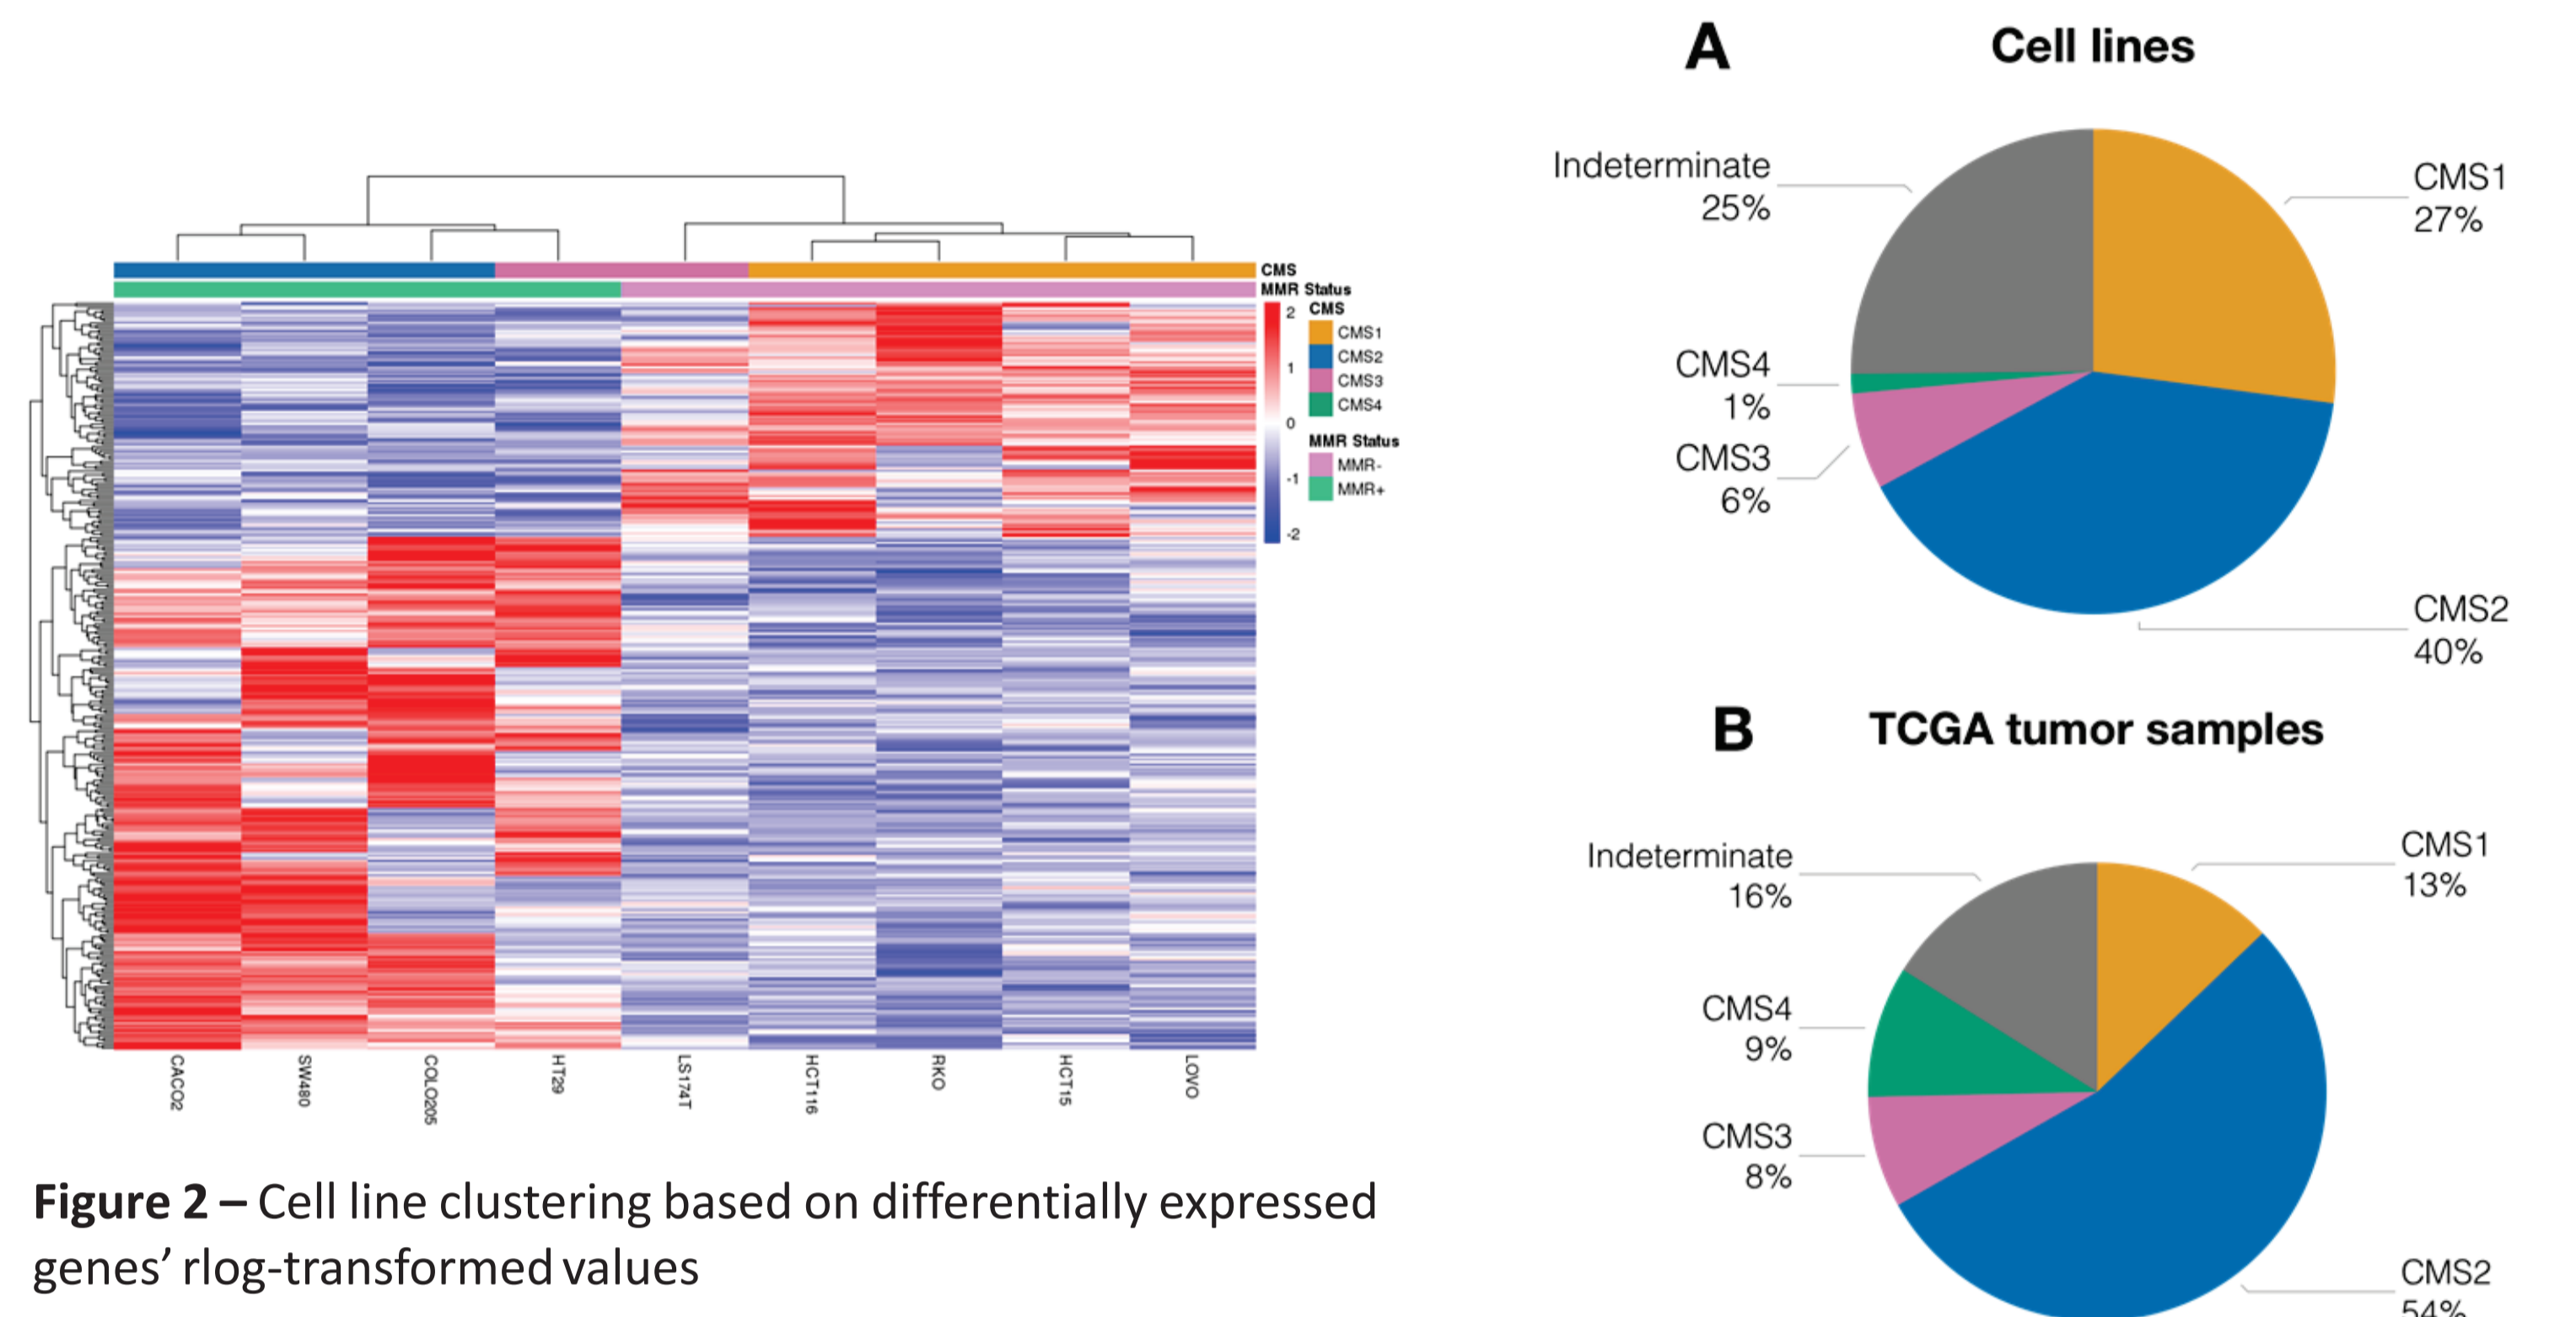 CMS
MMR Status
2
1
0
-1
-2
CMS
CMS1
CMS2
CMS3
CMS4
MMR Status
MMR-
MMR+
CACO2
SW480
COLO205
HT29
LS174T
HCT116
RKO
HCT15
LOVO
Figure 2 – Cell line clustering based on differentially expressed
genes’ rlog-transformed values
A
Cell lines
Indeterminate
25%
CMS1
27%
CMS4
1%
CMS3
6%
CMS2
40%
B
TCGA tumor samples
Indeterminate
16%
CMS1
13%
CMS4
9%
CMS3
8%
CMS2
54%